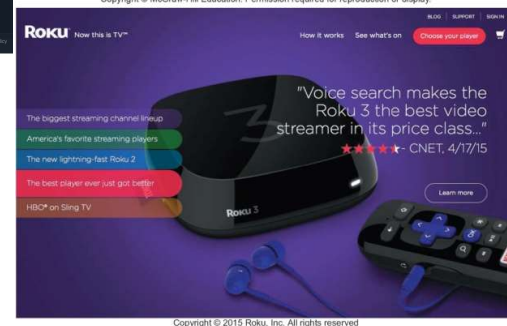 Copyright © McGraw-Hill Education. Permission required for reproduction or display.
BLOG | SUPPORT | SIGN IN
ROKU Now this is TV™
How it works See what's on Choose your player
"Voice search makes the
Roku 3 the best video
streamer in its price class..."
- CNET, 4/17/15
The biggest streaming channel lineup
America's favorite streaming players
The new lightning-fast Roku 2
The best player ever just got better
HBO® on Sling TV
Learn more
3
ROKU 3
Copyright © 2015 Roku, Inc. All rights reserved